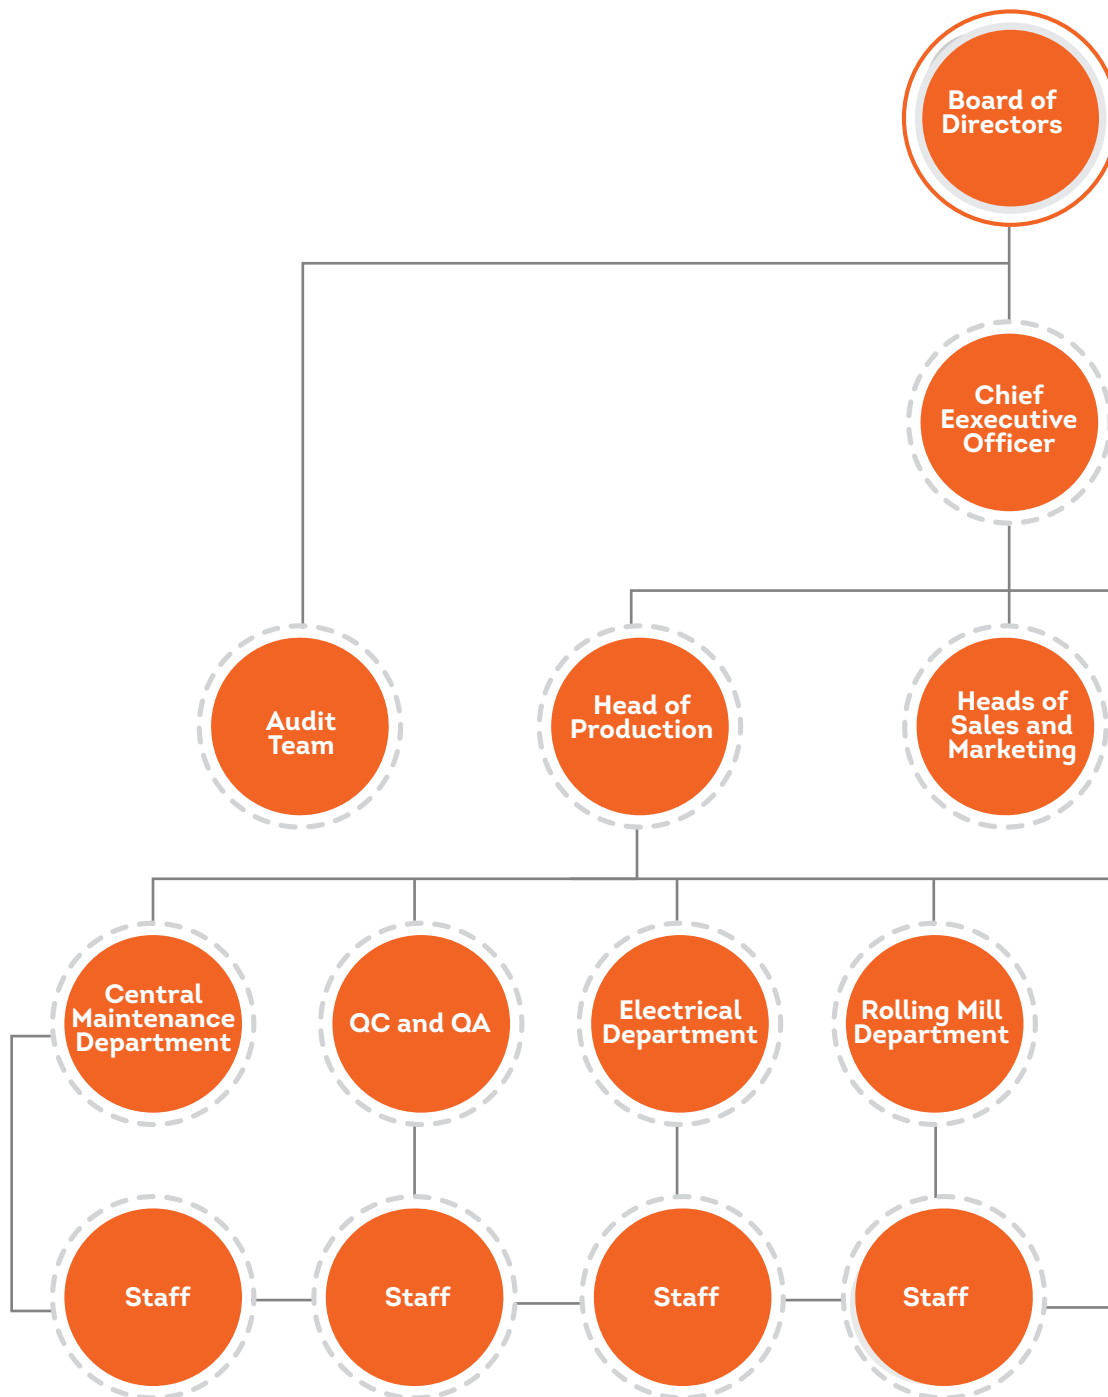 Board of
Directors
Chief
Eexecutive
Officer
Audit
Team
Head of
Production
Heads of
Sales and
Marketing
Central
Maintenance
Department
QC and QA
Electrical
Department
Rolling Mill
Department
Staff
Staff
Staff
Staff